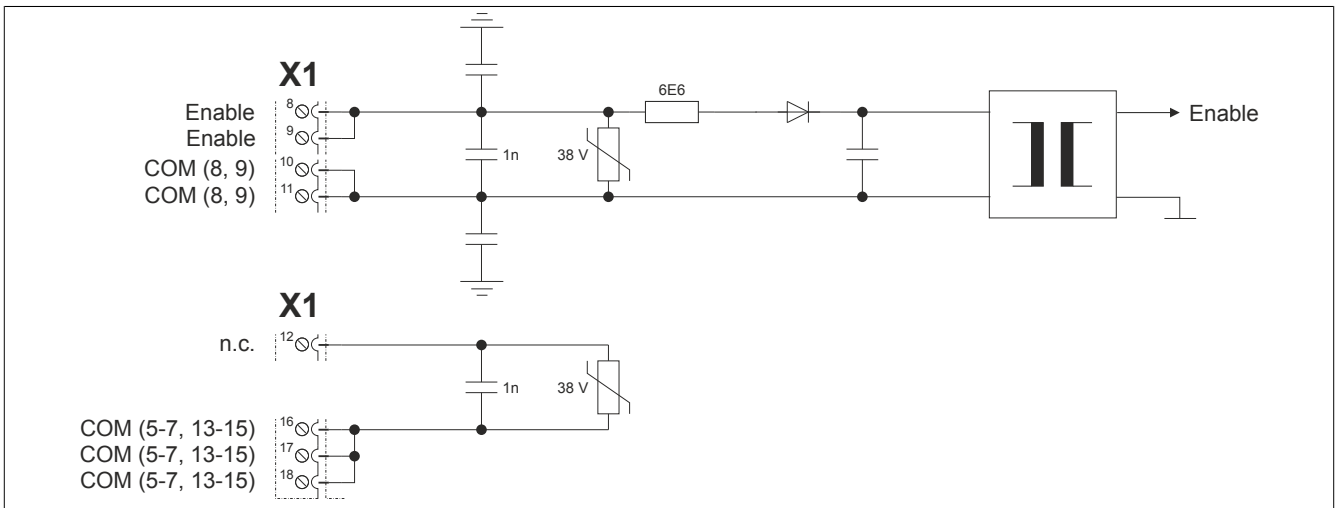 X1
Enable 8
Enable 9
COM (8, 9) 10
COM (8, 9) 11
1n
38 V
6E6
Enable
X1
n.c. 12
1n
38 V
COM (5-7, 13-15) 16
COM (5-7, 13-15) 17
COM (5-7, 13-15) 18